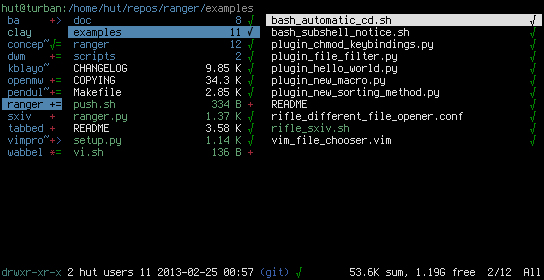 hut@turban:/home/hut/repos/ranger/examples
ba +> doc 8 √ bash_automatic_cd.sh √
clay examples 11 √ bash_subshell_notice.sh √
concep~√= ranger 12 √ plugin_chmod_keybindings.py √
dwm += scripts 2 √ plugin_file_filter.py √
kblayo~ CHANGELOG 9.85 K √ plugin_hello_world.py √
openmw += COPYING 34.3 K √ plugin_new_macro.py √
pendul~+= Makefile 2.85 K √ plugin_new_sorting_method.py √
ranger += push.sh 334 B + README √
sxiv + ranger.py 1.37 K √ rifle_different_file_opener.conf √
tabbed + README 3.58 K √ rifle_sxiv.sh √
vimpro~+> setup.py 1.14 K √ vim_file_chooser.vim √
wabbel *= vi.sh 136 B +
drwxr-xr-x 2 hut users 11 2013-02-25 00:57 (git) √ 53.6K sum, 1.19G free 2/12 All